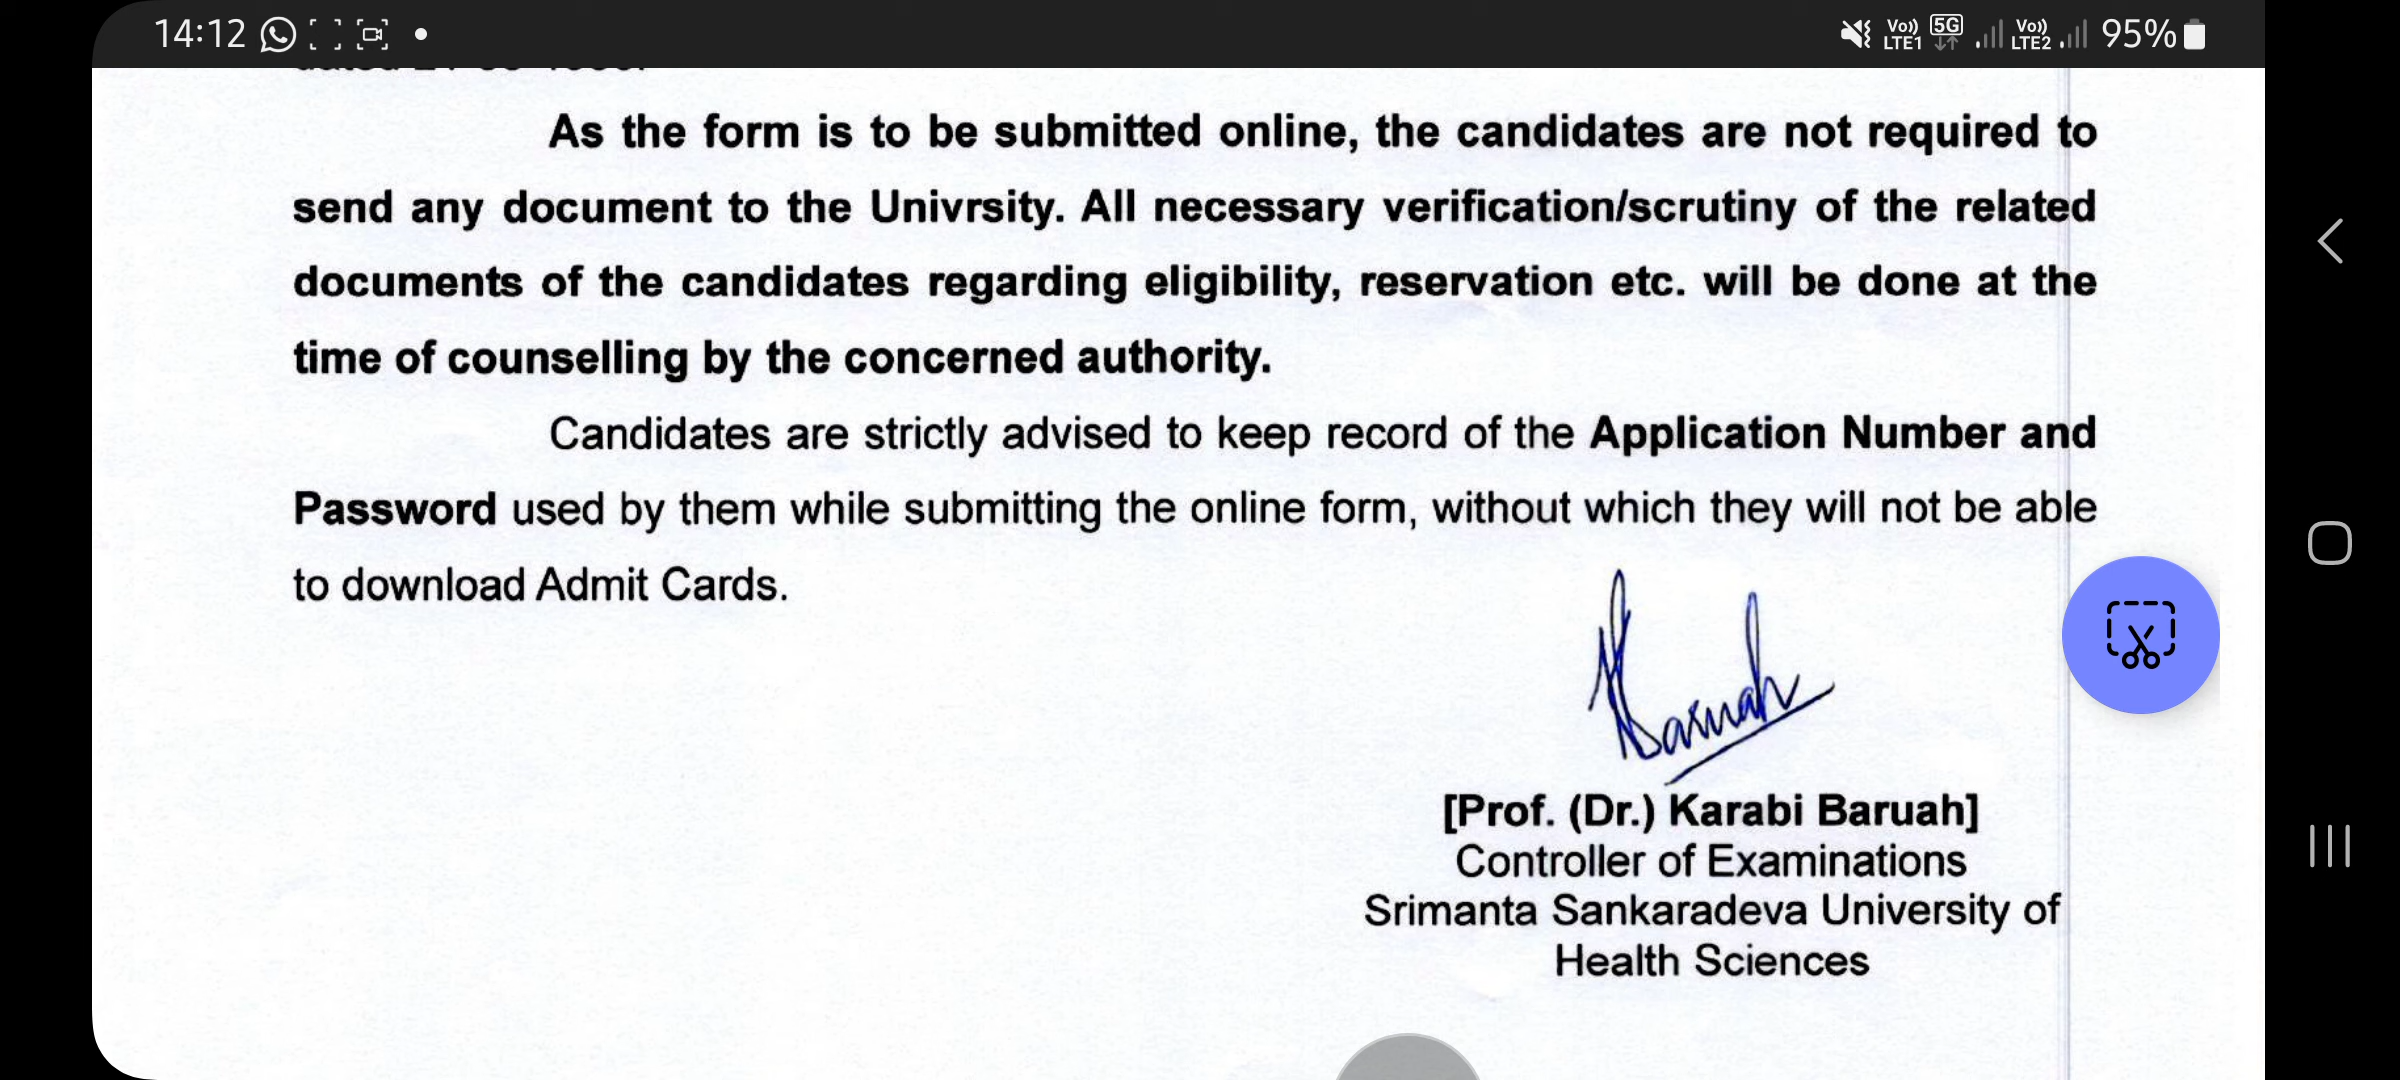 14:12
Vo)) LTE1 5G Vo)) LTE2 95%
As the form is to be submitted online, the candidates are not required to
send any document to the Univrsity. All necessary verification/scrutiny of the related
documents of the candidates regarding eligibility, reservation etc. will be done at the
time of counselling by the concerned authority.
Candidates are strictly advised to keep record of the Application Number and
Password used by them while submitting the online form, without which they will not be able
to download Admit Cards.
[Prof. (Dr.) Karabi Baruah]
Controller of Examinations
Srimanta Sankaradeva University of
Health Sciences